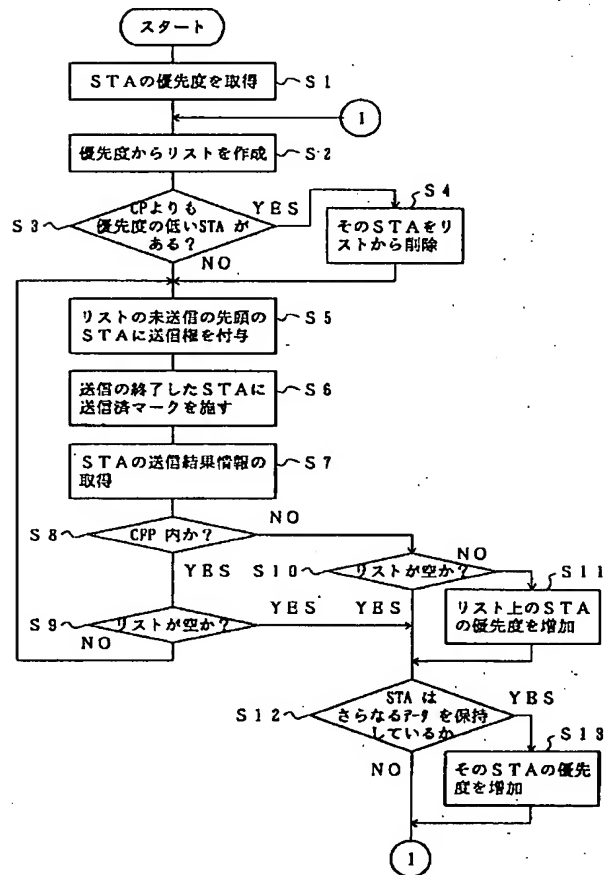 スタート
STAの優先度を取得
S1
1
優先度からリストを作成
S2
S3
CPよりも
優先度の低いSTAが
ある?
YES
NO
S4
そのSTAをリ
ストから削除
リストの未送信の先頭の
STAに送信権を付与
S5
送信の終了したSTAに
送信済マークを施す
S6
STAの送信結果情報の
取得
S7
S8
CPP内か?
NO
YES
S10
リストが空か?
NO
YES
S11
リスト上のSTA
の優先度を増加
S9
リストが空か?
YES
NO
S12
STAは
さらなるデータを保持
しているか
YES
NO
S13
そのSTAの優先
度を増加
1